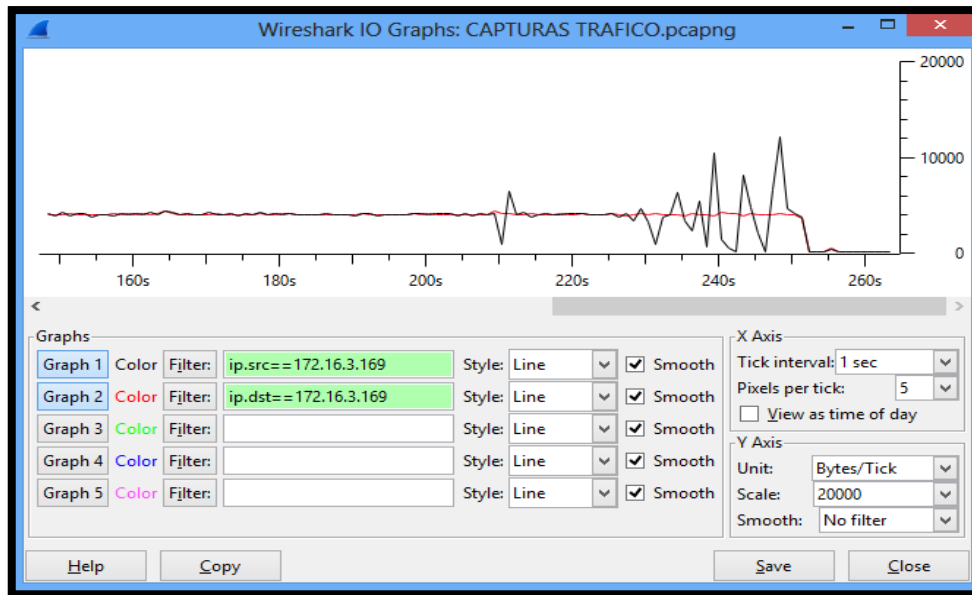 Wireshark IO Graphs: CAPTURAS TRAFICO.pcapng
20000
10000
0
160s 180s 200s 220s 240s 260s
Graphs
Graph 1 Color Filter: ip.src==172.16.3.169 Style: Line Smooth
Graph 2 Color Filter: ip.dst==172.16.3.169 Style: Line Smooth
Graph 3 Color Filter: Style: Line Smooth
Graph 4 Color Filter: Style: Line Smooth
Graph 5 Color Filter: Style: Line Smooth
X Axis
Tick interval: 1 sec
Pixels per tick: 5
View as time of day
Y Axis
Unit: Bytes/Tick
Scale: 20000
Smooth: No filter
Help Copy Save Close